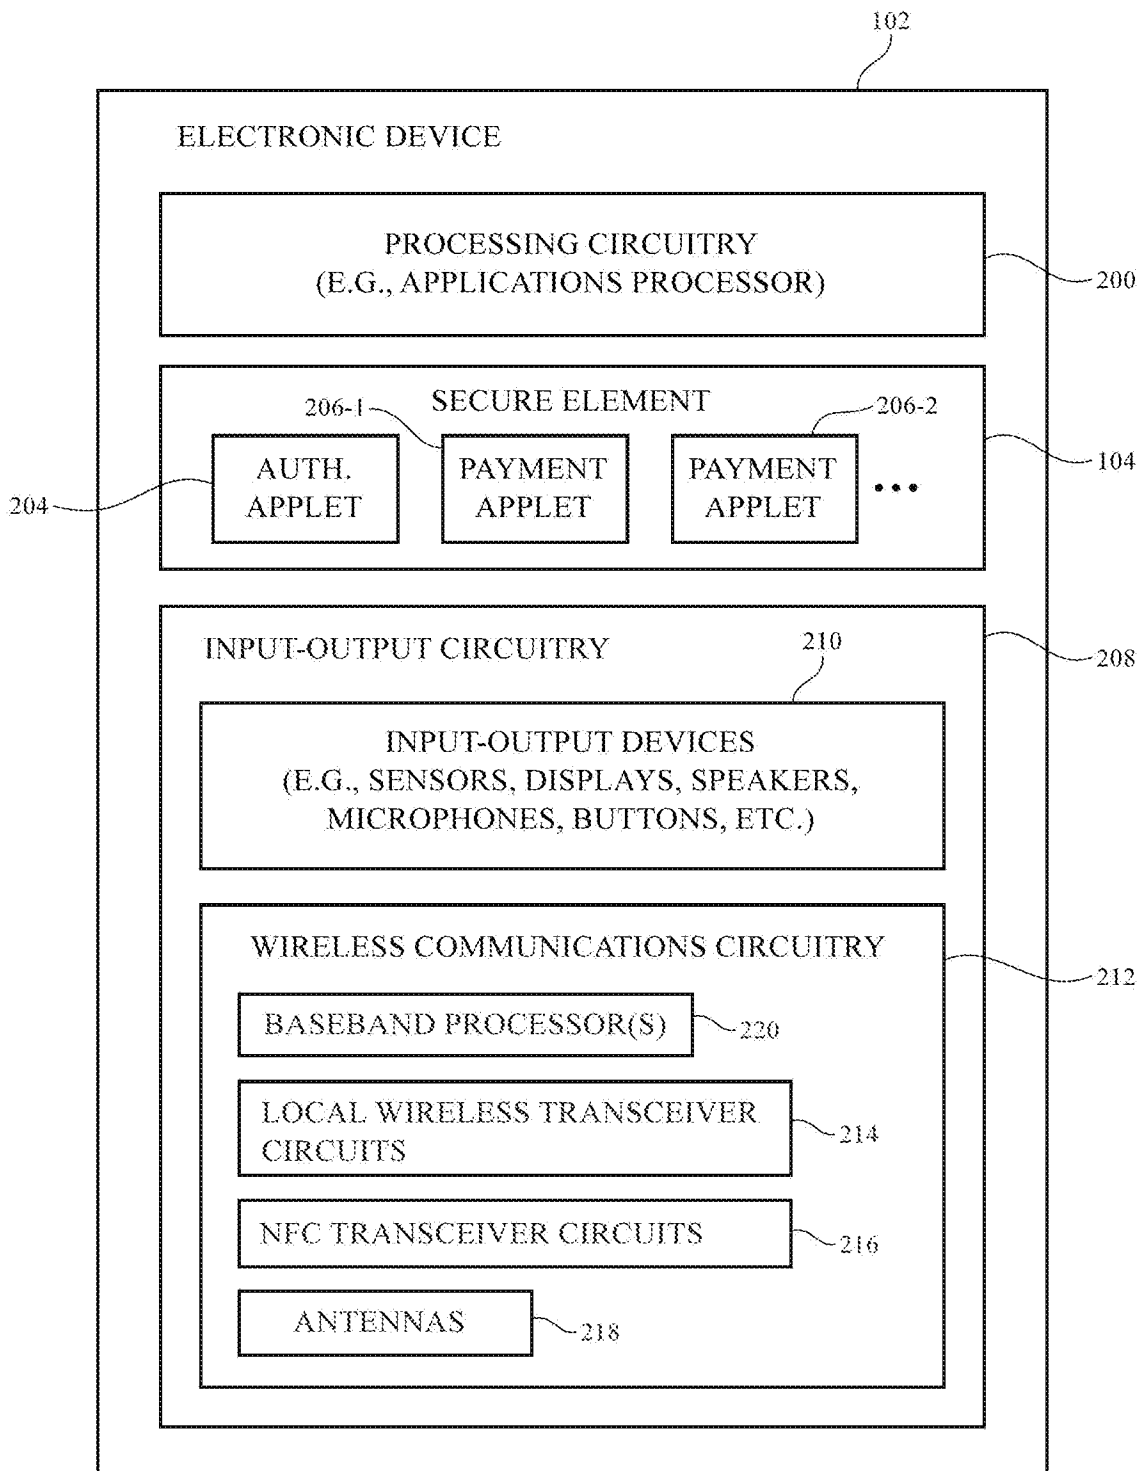 102
ELECTRONIC DEVICE
PROCESSING CIRCUITRY
(E.G., APPLICATIONS PROCESSOR)
200
SECURE ELEMENT
206-1
206-2
AUTH.
APPLET
PAYMENT
APPLET
PAYMENT
APPLET
104
204
INPUT-OUTPUT CIRCUITRY
210
208
INPUT-OUTPUT DEVICES
(E.G., SENSORS, DISPLAYS, SPEAKERS,
MICROPHONES, BUTTONS, ETC.)
WIRELESS COMMUNICATIONS CIRCUITRY
212
BASEBAND PROCESSOR(S)
220
LOCAL WIRELESS TRANSCEIVER
CIRCUITS
214
NFC TRANSCEIVER CIRCUITS
216
ANTENNAS
218